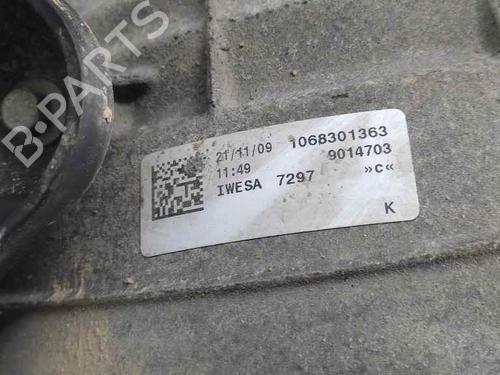 B-PARTS
21/11/09 1068301363
11:49 9014703
IWESA 7297 »C«
K